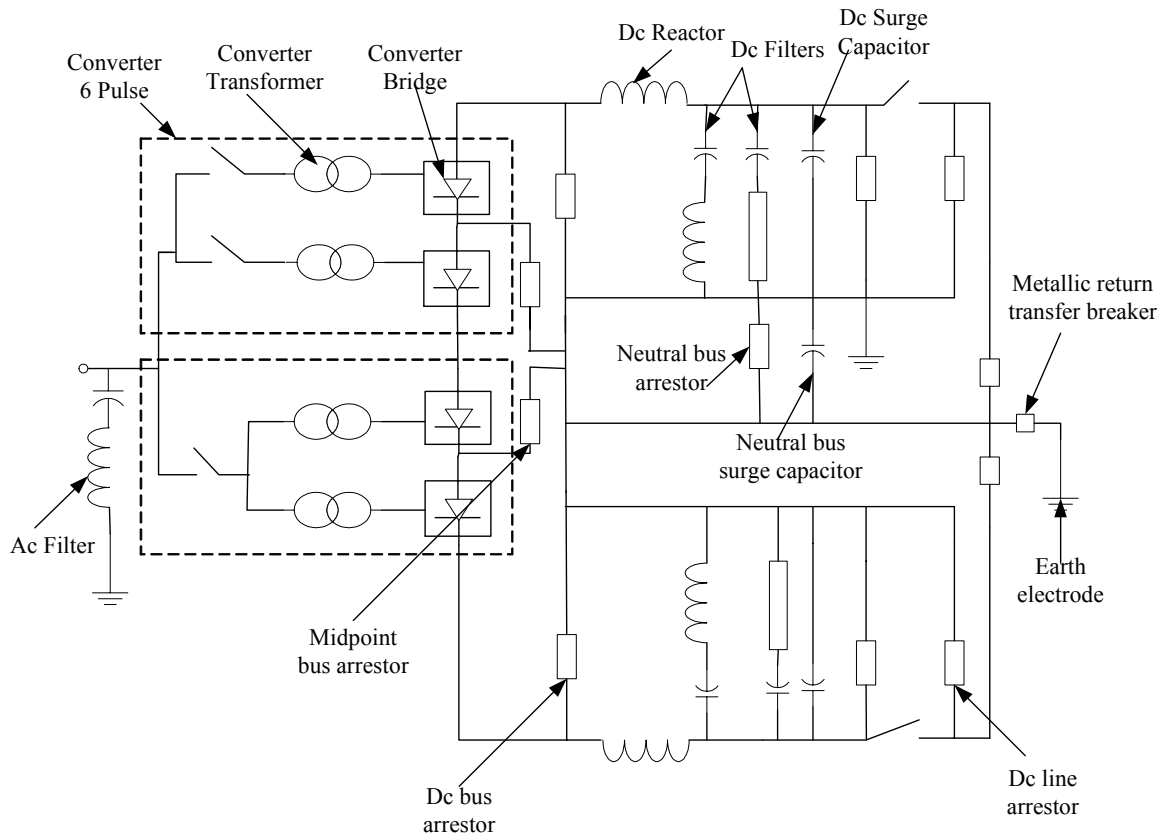 Dc Reactor
Dc Filters
Dc Surge
Capacitor
Converter
6 Pulse
Converter
Transformer
Converter
Bridge
Metallic return
transfer breaker
Neutral bus
arrestor
Neutral bus
surge capacitor
Ac Filter
Earth
electrode
Midpoint
bus arrestor
Dc bus
arrestor
Dc line
arrestor